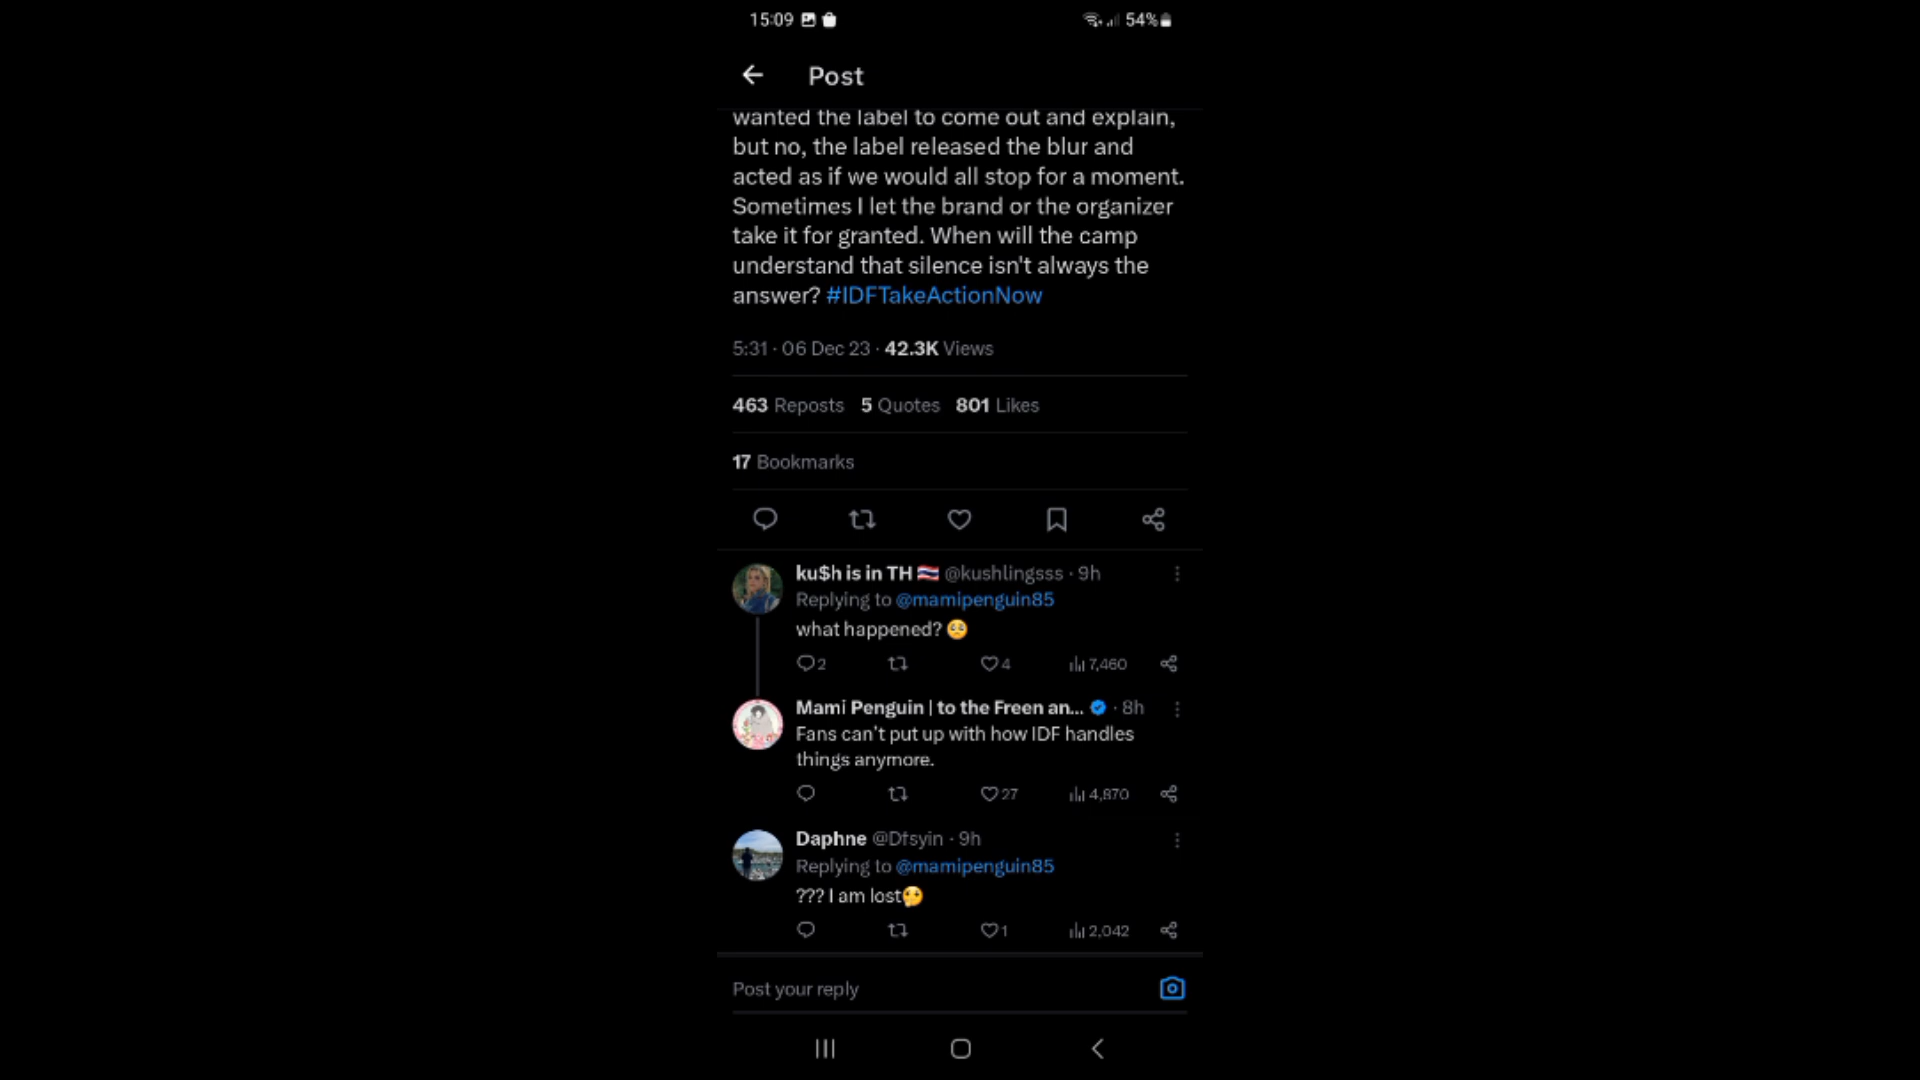 15:09 54%
Post
wanted the label to come out and explain,
but no, the label released the blur and
acted as if we would all stop for a moment.
Sometimes I let the brand or the organizer
take it for granted. When will the camp
understand that silence isn't always the
answer? #IDFTakeActionNow
5:31 · 06 Dec 23 · 42.3K Views
463 Reposts 5 Quotes 801 Likes
17 Bookmarks
ku$h is in TH 🇹🇭 @kushlingsss · 9h
Replying to @mamipenguin85
what happened? 🥺
2 4 7,460
Mami Penguin | to the Freen an... · 8h
Fans can't put up with how IDF handles
things anymore.
27 4,870
Daphne @Dfsyin · 9h
Replying to @mamipenguin85
??? I am lost🤔
1 2,042
Post your reply